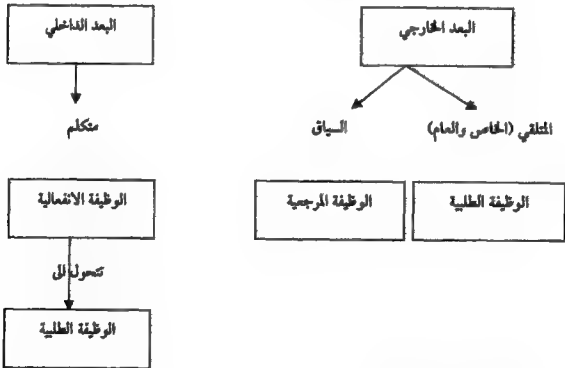 البعد الخارجي
البعد الداخلي
المتلقي (الخاص والعام)
السياق
متكلم
الوظيفة الطلبية
الوظيفة المرجعية
الوظيفة الانفعالية
تتحول الى
الوظيفة الطلبية